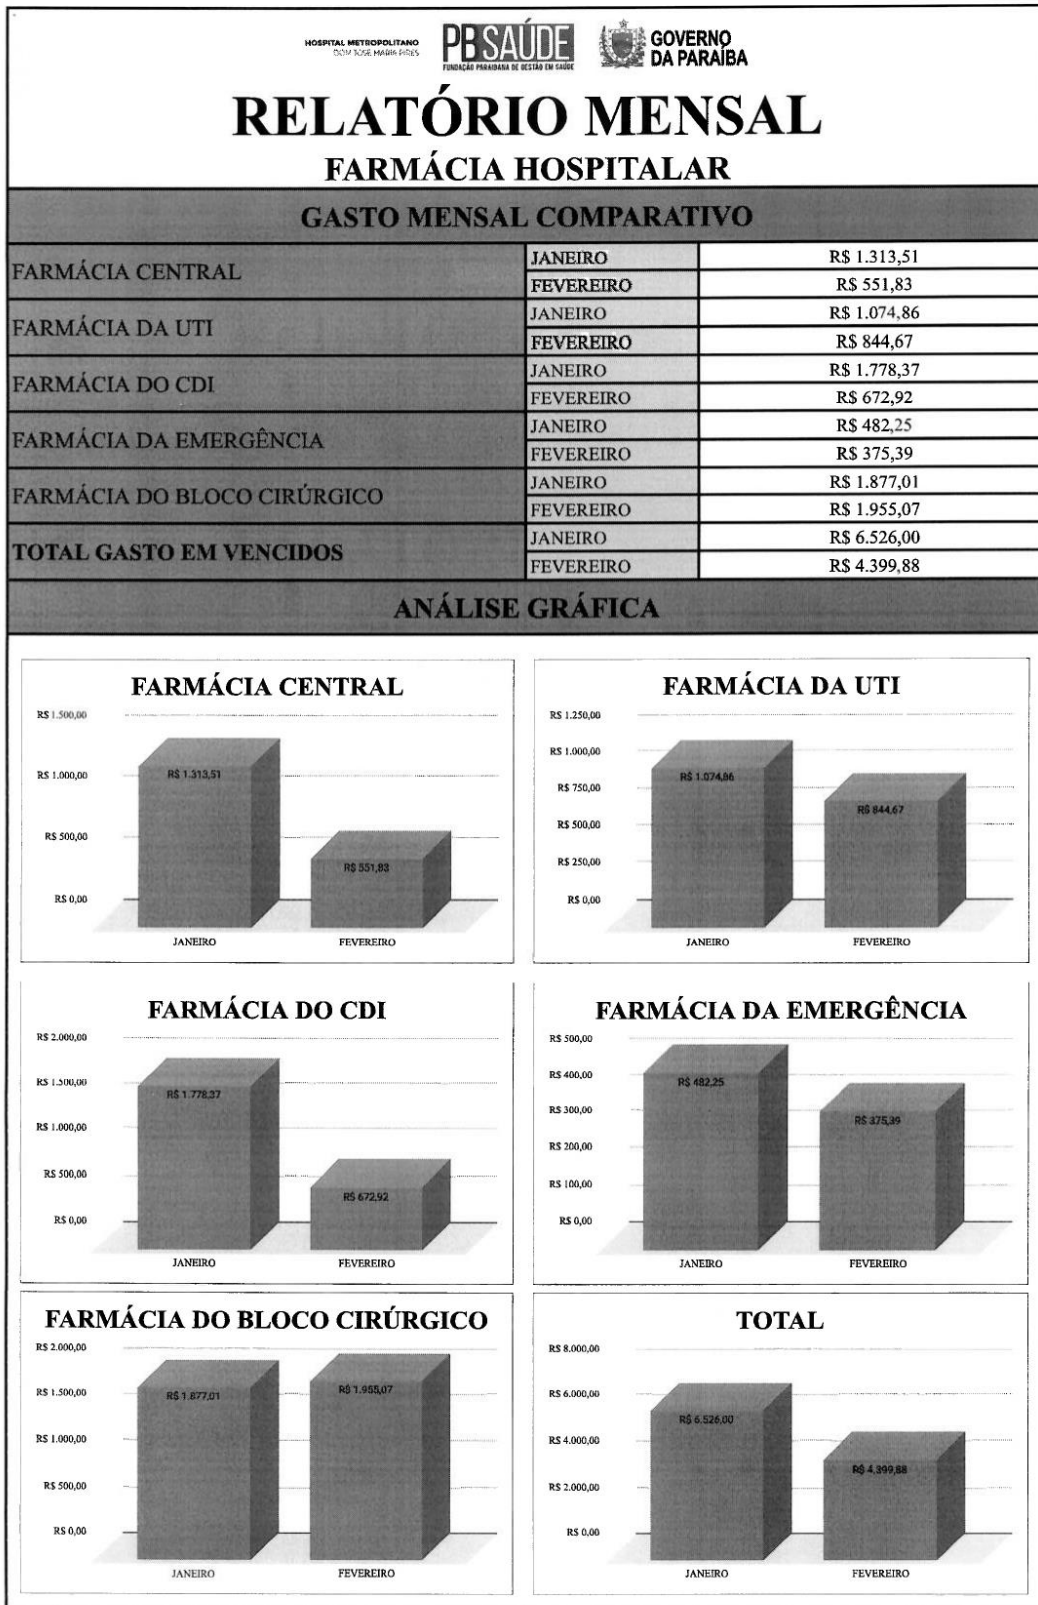 HOSPITAL METROPOLITANO
DOM JOSÉ MARIA PIRES
PBSAÚDE
FUNDAÇÃO PARAIBANA DE GESTÃO EM SAÚDE
GOVERNO
DA PARAÍBA
RELATÓRIO MENSAL
FARMÁCIA HOSPITALAR
GASTO MENSAL COMPARATIVO
FARMÁCIA CENTRAL
JANEIRO R$ 1.313,51
FEVEREIRO R$ 551,83
FARMÁCIA DA UTI
JANEIRO R$ 1.074,86
FEVEREIRO R$ 844,67
FARMÁCIA DO CDI
JANEIRO R$ 1.778,37
FEVEREIRO R$ 672,92
FARMÁCIA DA EMERGÊNCIA
JANEIRO R$ 482,25
FEVEREIRO R$ 375,39
FARMÁCIA DO BLOCO CIRÚRGICO
JANEIRO R$ 1.877,01
FEVEREIRO R$ 1.955,07
TOTAL GASTO EM VENCIDOS
JANEIRO R$ 6.526,00
FEVEREIRO R$ 4.399,88
ANÁLISE GRÁFICA
FARMÁCIA CENTRAL
R$ 1.500,00
R$ 1.000,00
R$ 500,00
R$ 0,00
R$ 1.313,51
R$ 551,83
JANEIRO FEVEREIRO
FARMÁCIA DA UTI
R$ 1.250,00
R$ 1.000,00
R$ 750,00
R$ 500,00
R$ 250,00
R$ 0,00
R$ 1.074,86
R$ 844,67
JANEIRO FEVEREIRO
FARMÁCIA DO CDI
R$ 2.000,00
R$ 1.500,00
R$ 1.000,00
R$ 500,00
R$ 0,00
R$ 1.778,37
R$ 672,92
JANEIRO FEVEREIRO
FARMÁCIA DA EMERGÊNCIA
R$ 500,00
R$ 400,00
R$ 300,00
R$ 200,00
R$ 100,00
R$ 0,00
R$ 482,25
R$ 375,39
JANEIRO FEVEREIRO
FARMÁCIA DO BLOCO CIRÚRGICO
R$ 2.000,00
R$ 1.500,00
R$ 1.000,00
R$ 500,00
R$ 0,00
R$ 1.877,01
R$ 1.955,07
JANEIRO FEVEREIRO
TOTAL
R$ 8.000,00
R$ 6.000,00
R$ 4.000,00
R$ 2.000,00
R$ 0,00
R$ 6.526,00
R$ 4.399,88
JANEIRO FEVEREIRO